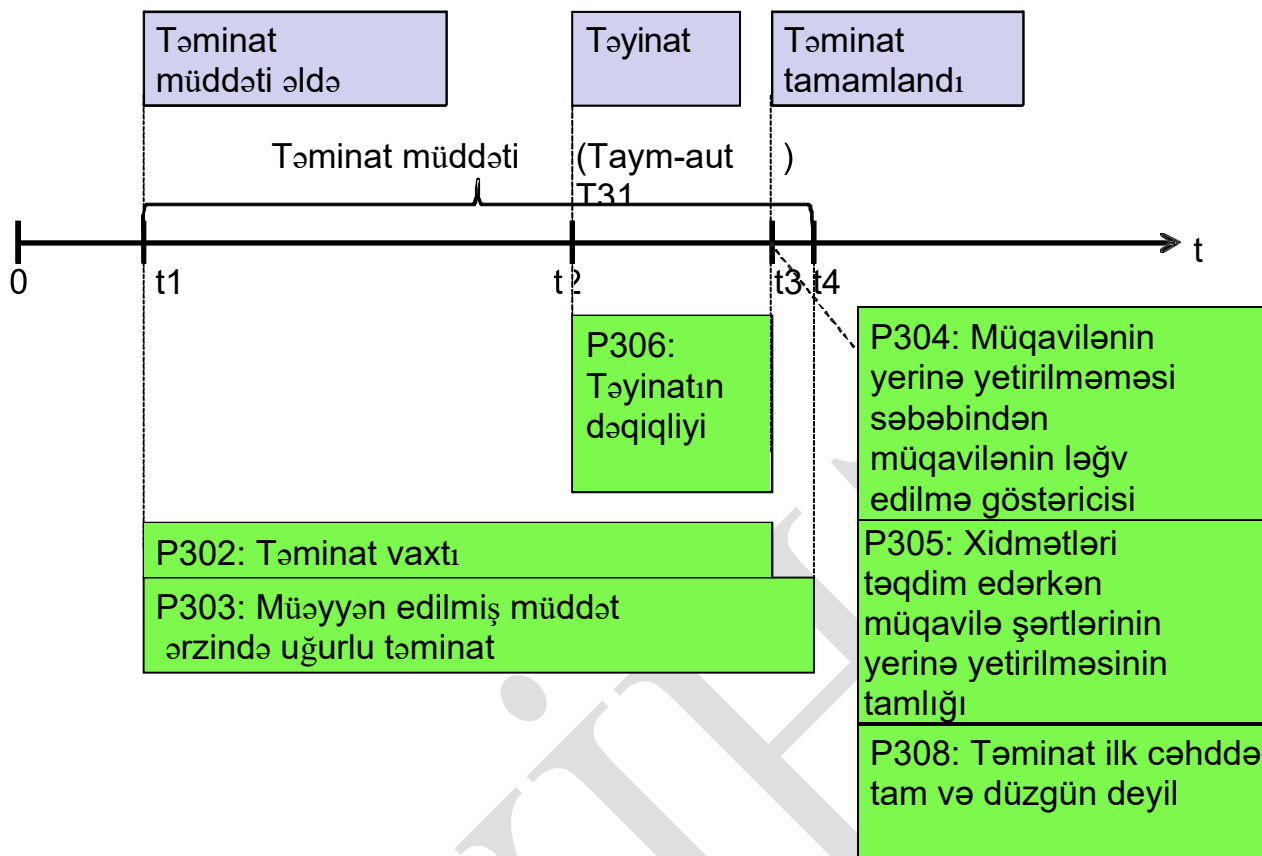 Təminat
müddəti əldə
Təyinat
Təminat
tamamlandı
Təminat müddəti (Taym-aut )
T31
t
0
t1
t2
t3
t4
P306:
Təyinatın
dəqiqliyi
P304: Müqavilənin
yerinə yetirilməməsi
səbəbindən
müqavilənin ləğv
edilmə göstəricisi
P302: Təminat vaxtı
P303: Müəyyən edilmiş müddət
ərzində uğurlu təminat
P305: Xidmətləri
təqdim edərkən
müqavilə şərtlərinin
yerinə yetirilməsinin
tamlığı
P308: Təminat ilk cəhddə
tam və düzgün deyil